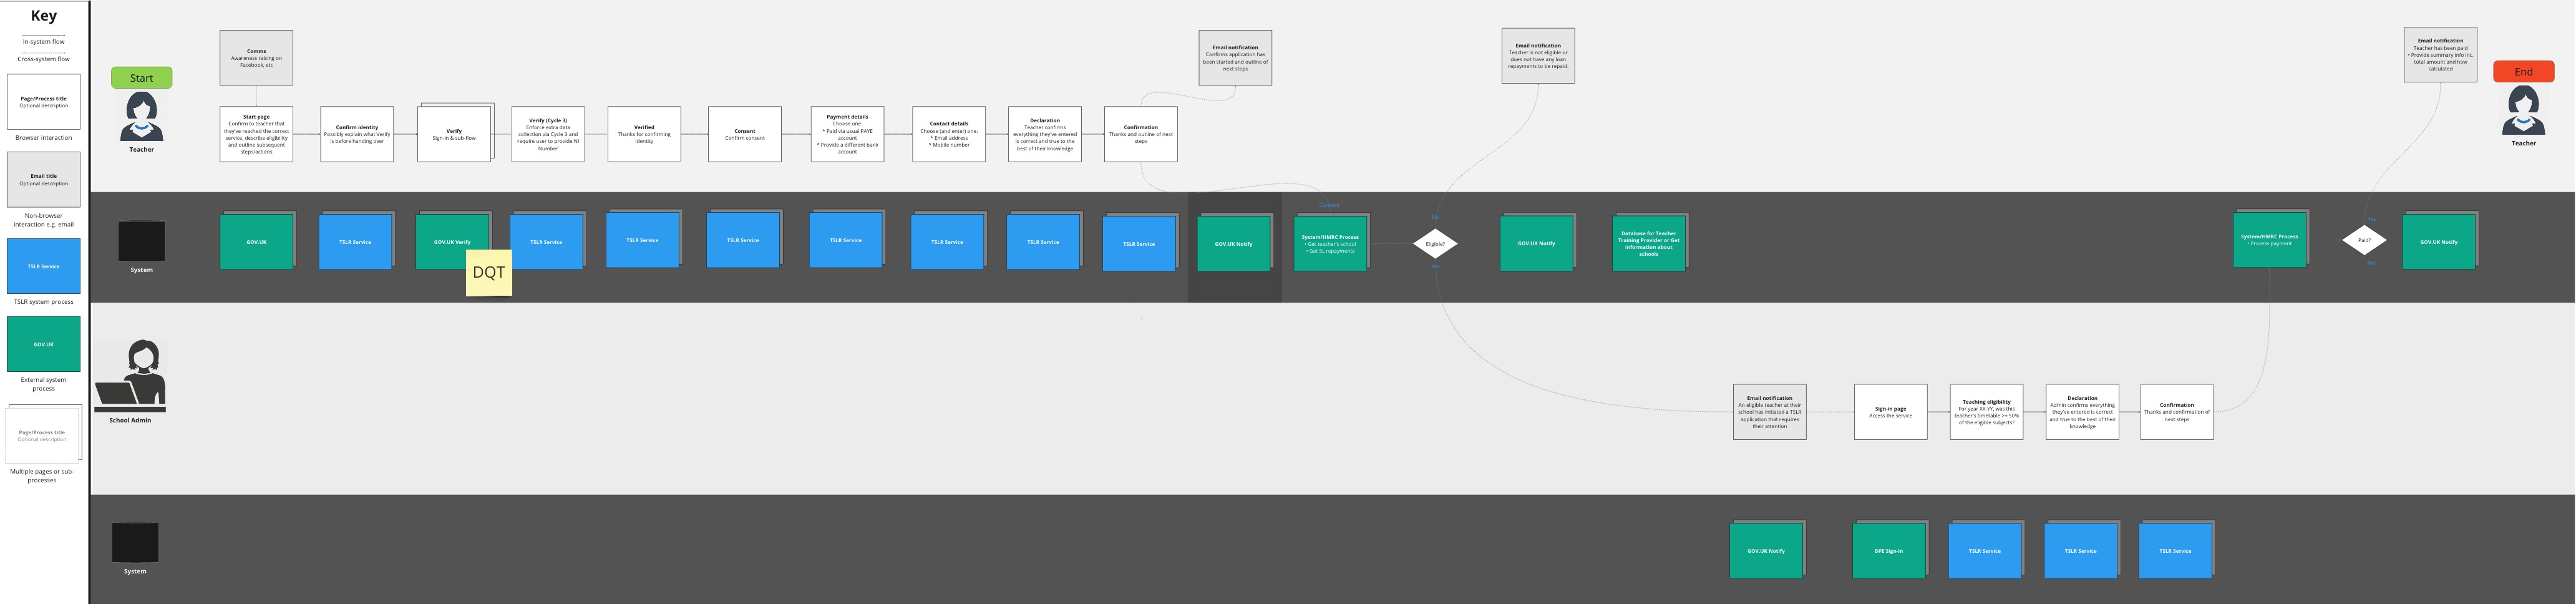 Key
In-system flow
Cross-system flow
Page/Process title
Optional description
Browser interaction
Email title
Optional description
Non-browser
interaction e.g. email
TSLR Service
TSLR system process
GOV.UK
External system
process
Page/Process title
Optional description
Multiple pages or sub-
processes
Start
Teacher
Comms
Awareness raising on
Facebook, etc
Start page
Confirm to teacher that
they've reached the correct
service, describe eligibility
and outline subsequent
steps/actions
Confirm identity
Possibly explain what Verify
is before handing over
Verify
Sign-in & sub-flow
Verify (Cycle 3)
Enforce extra data
collection via Cycle 3 and
require user to provide NI
Number
Verified
Thanks for confirming
identity
Consent
Confirm consent
Payment details
Choose one:
* Paid via usual PAYE
account
* Provide a different bank
account
Contact details
Choose (and enter) one:
* Email address
* Mobile number
Declaration
Teacher confirms
everything they've entered
is correct and true to the
best of their knowledge
Confirmation
Thanks and outline of next
steps
Email notification
Confirms application has
been started and outline of
next steps
Email notification
Teacher is not eligible or
does not have any loan
repayments to be repaid.
Email notification
Teacher has been paid
• Provide summary info inc.
total amount and how
calculated
End
Teacher
System
GOV.UK
TSLR Service
GOV.UK Verify
DQT
TSLR Service
TSLR Service
TSLR Service
TSLR Service
TSLR Service
TSLR Service
TSLR Service
GOV.UK Notify
Consent
System/HMRC Process
• Get teacher's school
• Get SL repayments
No
Eligible?
Yes
GOV.UK Notify
Database for Teacher
Training Provider or Get
information about
schools
System/HMRC Process
• Process payment
Yes
Paid?
No?
GOV.UK Notify
School Admin
Email notification
An eligible teacher at their
school has initiated a TSLR
application that requires
their attention
Sign-in page
Access the service
Teaching eligibility
For year XX-YY, was this
teacher's timetable >= 50%
of the eligible subjects?
Declaration
Admin confirms everything
they've entered is correct
and true to the best of their
knowledge
Confirmation
Thanks and confirmation of
next steps
System
GOV.UK Notify
DFE Sign-in
TSLR Service
TSLR Service
TSLR Service